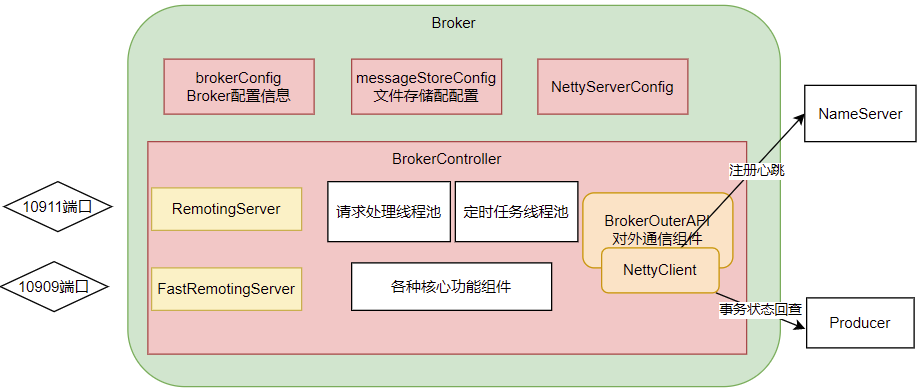 Broker
brokerConfig
Broker配置信息
messageStoreConfig
文件存储配配置
NettyServerConfig
NameServer
BrokerController
注册心跳
10911端口
RemotingServer
请求处理线程池
定时任务线程池
BrokerOuterAPI
对外通信组件
NettyClient
10909端口
FastRemotingServer
各种核心功能组件
事务状态回查
Producer